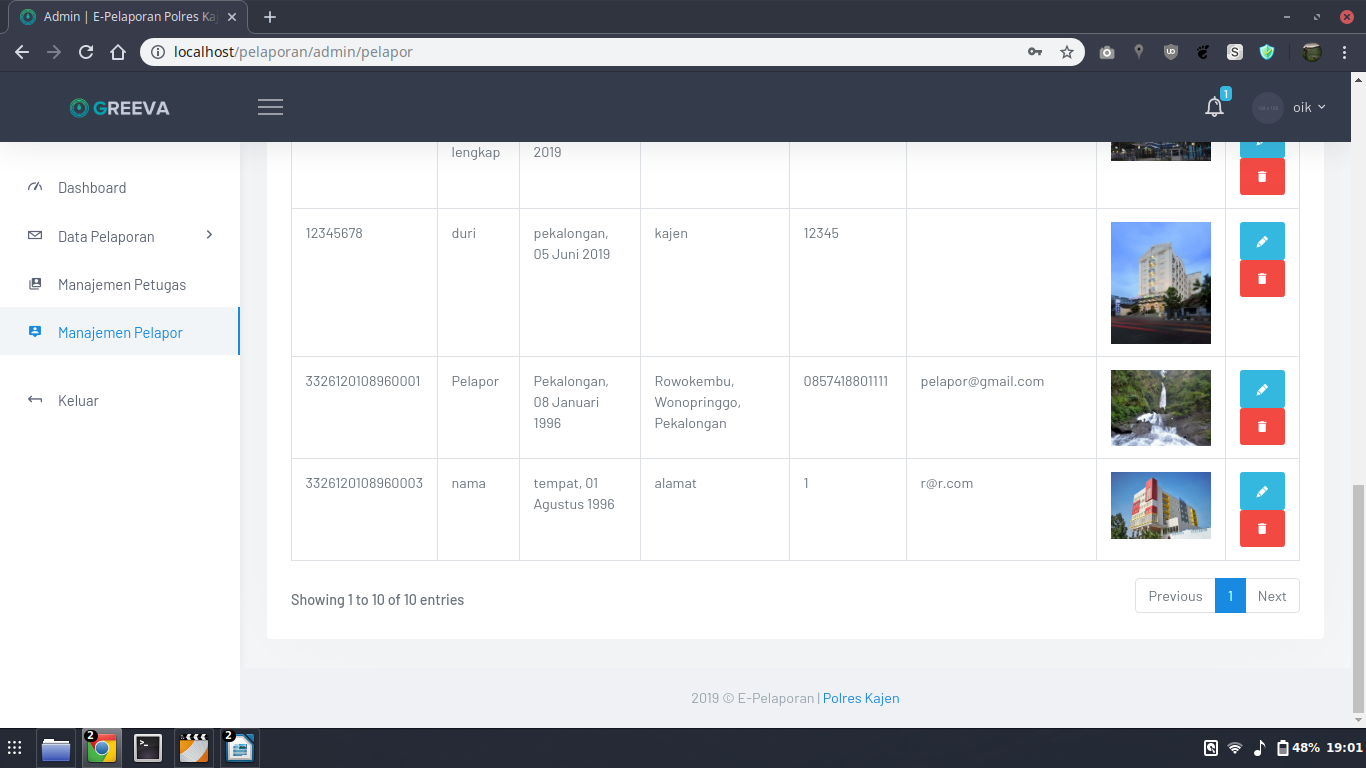 Admin | E-Pelaporan Polres Ka
localhost/pelaporan/admin/pelapor
GREEVA
1
oik
Dashboard
Data Pelaporan
Manajemen Petugas
Manajemen Pelapor
Keluar
lengkap
2019
12345678
duri
pekalongan,
05 Juni 2019
kajen
12345
3326120108960001
Pelapor
Pekalongan,
08 Januari
1996
Rowokembu,
Wonopringgo,
Pekalongan
0857418801111
pelapor@gmail.com
3326120108960003
nama
tempat, 01
Agustus 1996
alamat
1
r@r.com
Showing 1 to 10 of 10 entries
Previous
1
Next
2019 © E-Pelaporan | Polres Kajen
2
2
48%
19:01